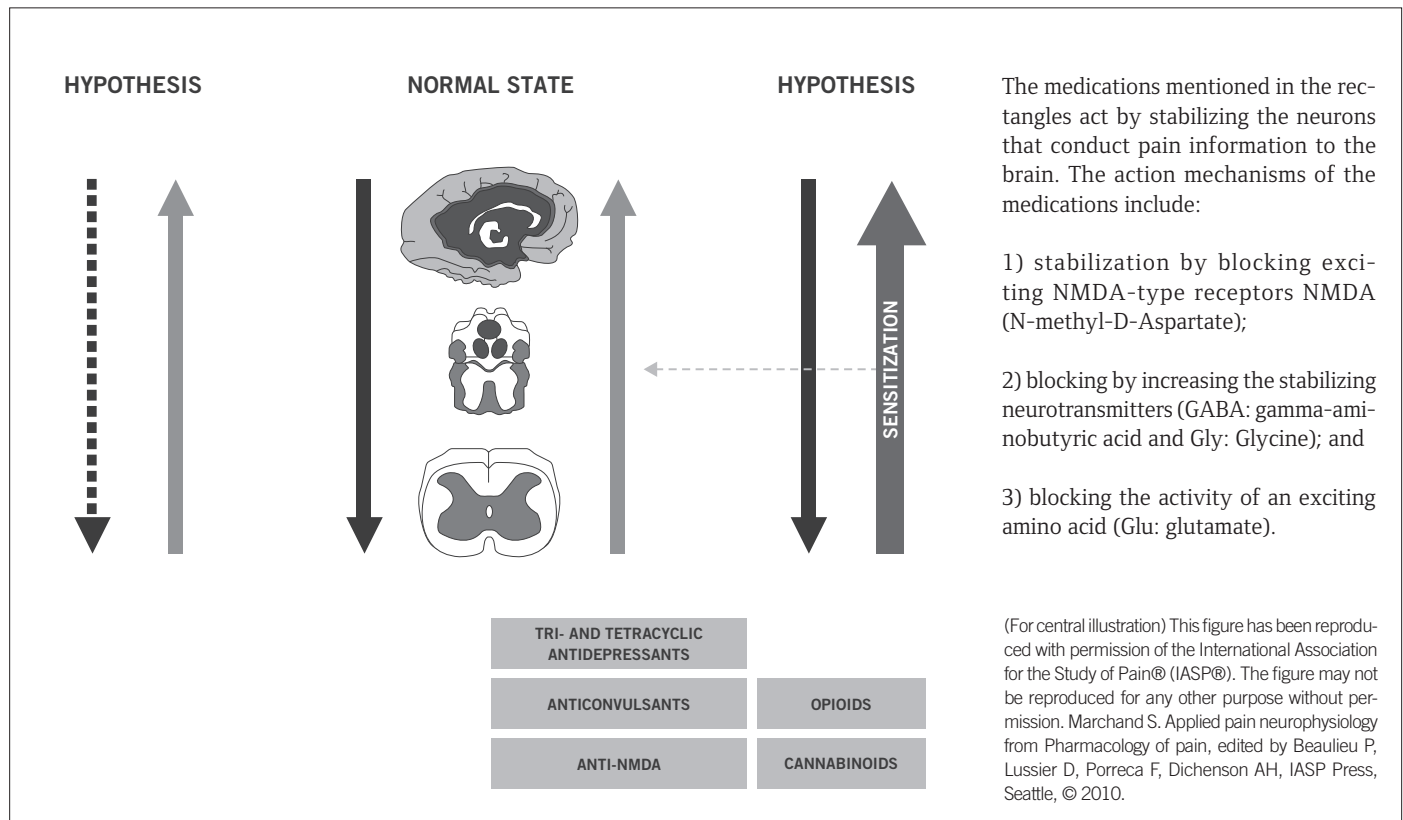 HYPOTHESIS
NORMAL STATE
HYPOTHESIS
SENSITIZATION
TRI- AND TETRACYCLIC
ANTIDEPRESSANTS
ANTICONVULSANTS
OPIOIDS
ANTI-NMDA
CANNABINOIDS
The medications mentioned in the rec-
tangles act by stabilizing the neurons
that conduct pain information to the
brain. The action mechanisms of the
medications include:
1) stabilization by blocking exci-
ting NMDA-type receptors NMDA
(N-methyl-D-Aspartate);
2) blocking by increasing the stabilizing
neurotransmitters (GABA: gamma-ami-
nobutyric acid and Gly: Glycine); and
3) blocking the activity of an exciting
amino acid (Glu: glutamate).
(For central illustration) This figure has been reprodu-
ced with permission of the International Association
for the Study of Pain® (IASP®). The figure may not
be reproduced for any other purpose without per-
mission. Marchand S. Applied pain neurophysiology
from Pharmacology of pain, edited by Beaulieu P,
Lussier D, Porreca F, Dichenson AH, IASP Press,
Seattle, © 2010.